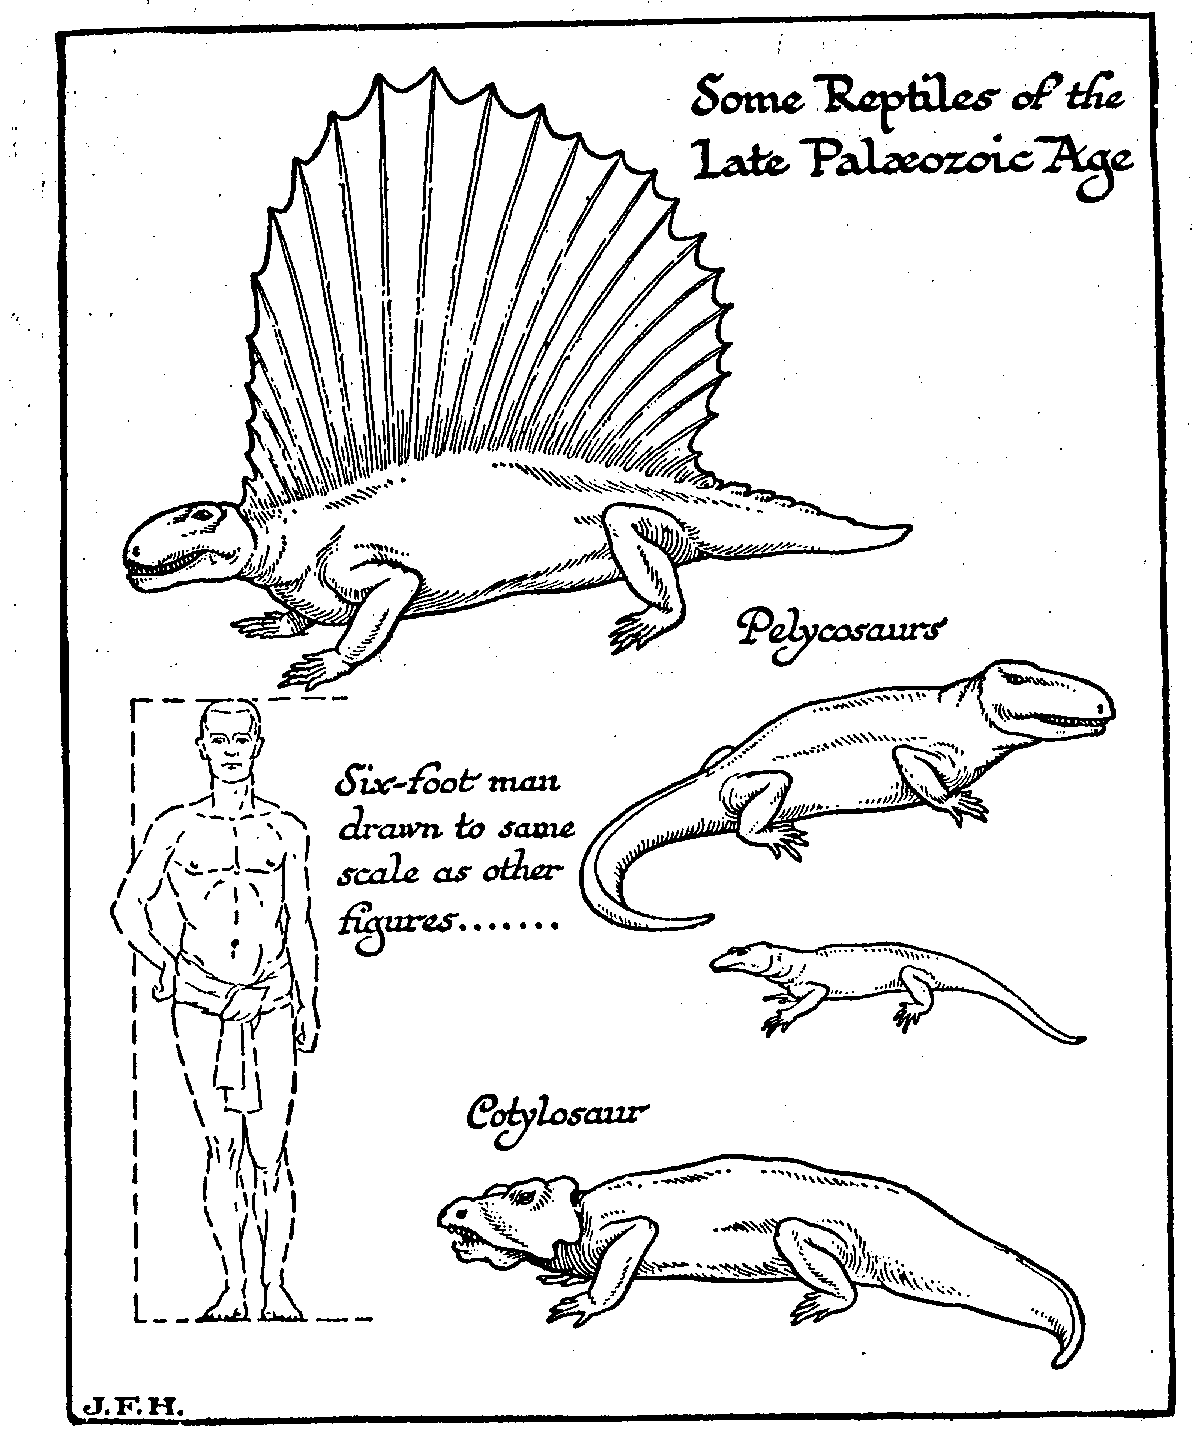 Some Reptiles of the
Late Palæozoic Age
Pelycosaurs
Six-foot man
drawn to same
scale as other
figures.......
Cotylosaur
J.F.H.